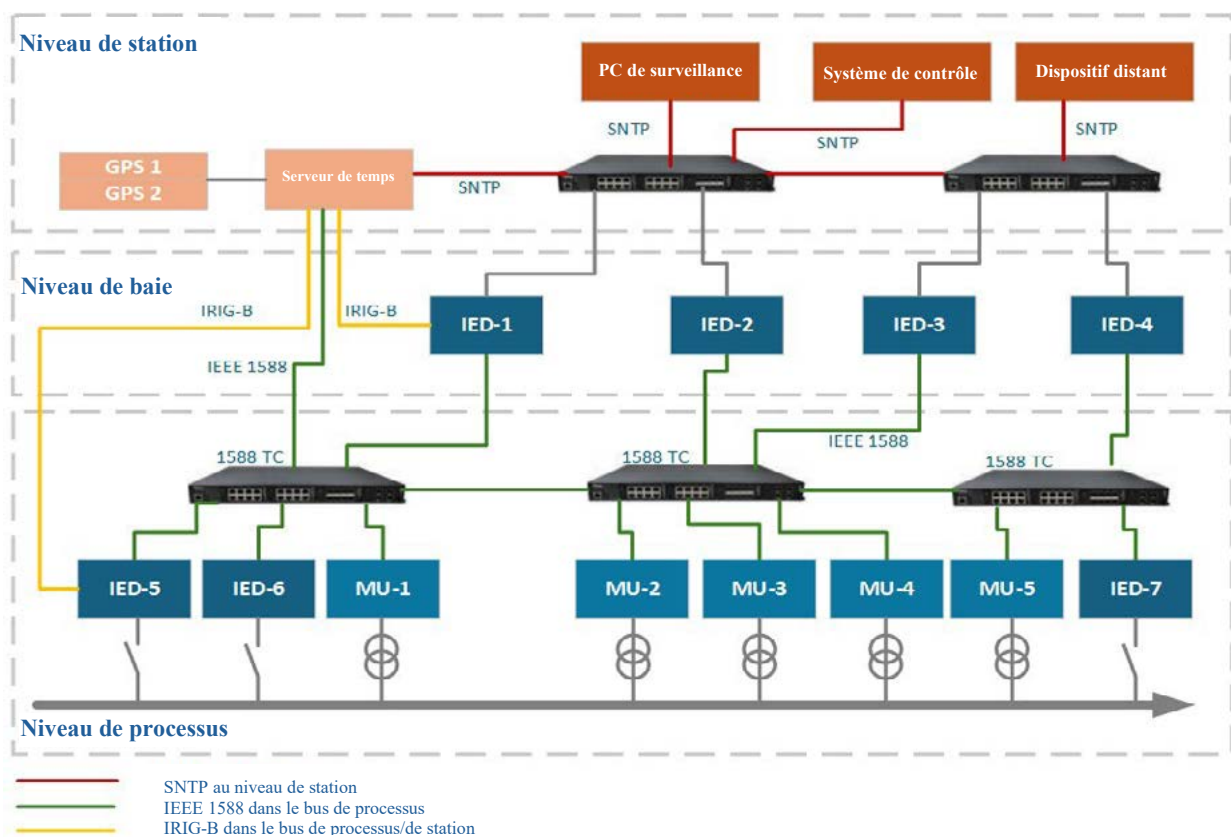 Niveau de station
PC de surveillance
Système de contrôle
Dispositif distant
SNTP
SNTP
SNTP
GPS 1
GPS 2
Serveur de temps
SNTP
Niveau de baie
IRIG-B
IRIG-B
IED-1
IED-2
IED-3
IED-4
IEEE 1588
IEEE 1588
1588 TC
1588 TC
1588 TC
IED-5
IED-6
MU-1
MU-2
MU-3
MU-4
MU-5
IED-7
Niveau de processus
SNTP au niveau de station
IEEE 1588 dans le bus de processus
IRIG-B dans le bus de processus/de station